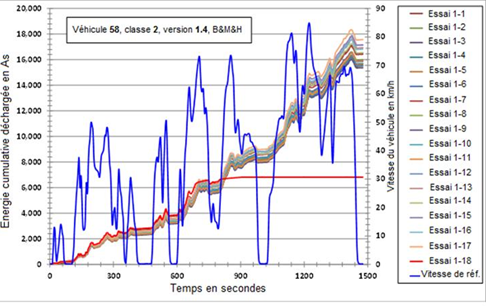 Véhicule 58, classe 2, version 1.4, B&M&H
Energie cumulative déchargée en As
20.000
18.000
16.000
14.000
12.000
10.000
8.000
6.000
4.000
2.000
0
0
300
600
900
1200
1500
Temps en secondes
90
80
70
60
50
40
30
20
10
0
Vitesse du véhicule en km/h
Essai 1-1
Essai 1-2
Essai 1-3
Essai 1-4
Essai 1-5
Essai 1-6
Essai 1-7
Essai 1-8
Essai 1-9
Essai 1-10
Essai 1-11
Essai 1-12
Essai 1-13
Essai 1-14
Essai 1-15
Essai 1-16
Essai 1-17
Essai 1-18
Vitesse de réf.